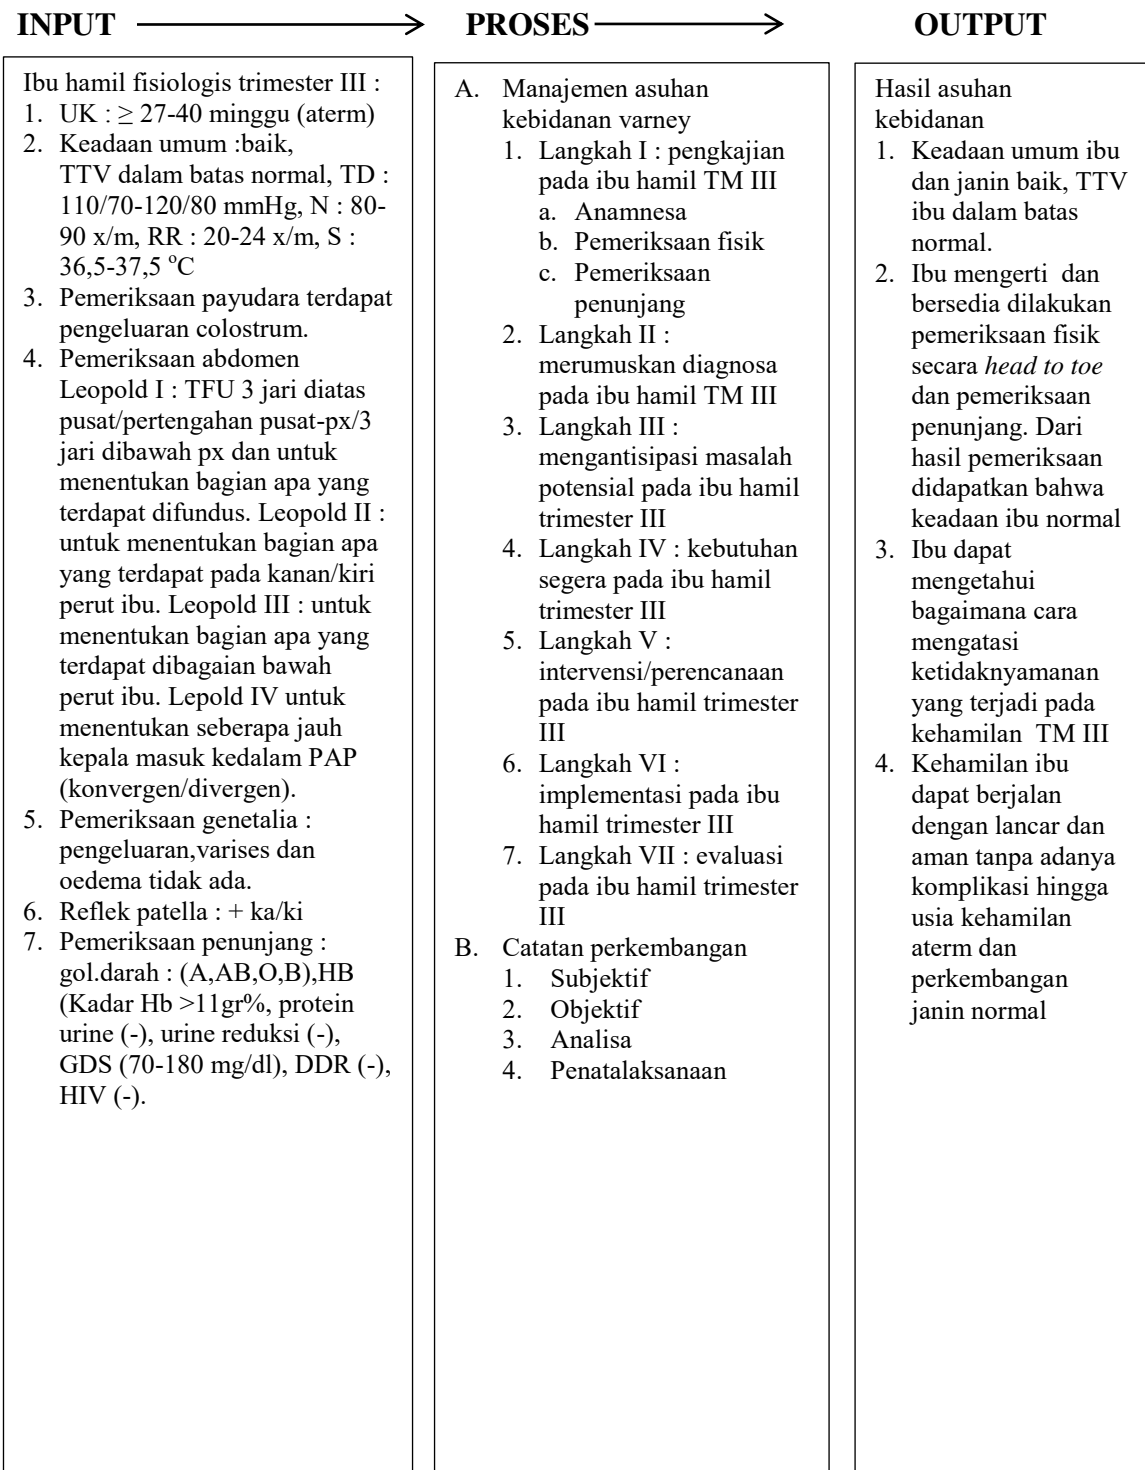 INPUT
PROSES
OUTPUT
Ibu hamil fisiologis trimester III :
1. UK : ≥ 27-40 minggu (aterm)
2. Keadaan umum :baik,
TTV dalam batas normal, TD :
110/70-120/80 mmHg, N : 80-
90 x/m, RR : 20-24 x/m, S :
36,5-37,5 °C
3. Pemeriksaan payudara terdapat
pengeluaran colostrum.
4. Pemeriksaan abdomen
Leopold I : TFU 3 jari diatas
pusat/pertengahan pusat-px/3
jari dibawah px dan untuk
menentukan bagian apa yang
terdapat difundus. Leopold II :
untuk menentukan bagian apa
yang terdapat pada kanan/kiri
perut ibu. Leopold III : untuk
menentukan bagian apa yang
terdapat dibagaian bawah
perut ibu. Lepold IV untuk
menentukan seberapa jauh
kepala masuk kedalam PAP
(konvergen/divergen).
5. Pemeriksaan genetalia :
pengeluaran,varises dan
oedema tidak ada.
6. Reflek patella : + ka/ki
7. Pemeriksaan penunjang :
gol.darah : (A,AB,O,B),HB
(Kadar Hb >11gr%, protein
urine (-), urine reduksi (-),
GDS (70-180 mg/dl), DDR (-),
HIV (-).
A. Manajemen asuhan
kebidanan varney
1. Langkah I : pengkajian
pada ibu hamil TM III
a. Anamnesa
b. Pemeriksaan fisik
c. Pemeriksaan
penunjang
2. Langkah II :
merumuskan diagnosa
pada ibu hamil TM III
3. Langkah III :
mengantisipasi masalah
potensial pada ibu hamil
trimester III
4. Langkah IV : kebutuhan
segera pada ibu hamil
trimester III
5. Langkah V :
intervensi/perencanaan
pada ibu hamil trimester
III
6. Langkah VI :
implementasi pada ibu
hamil trimester III
7. Langkah VII : evaluasi
pada ibu hamil trimester
III
B. Catatan perkembangan
1. Subjektif
2. Objektif
3. Analisa
4. Penatalaksanaan
Hasil asuhan
kebidanan
1. Keadaan umum ibu
dan janin baik, TTV
ibu dalam batas
normal.
2. Ibu mengerti dan
bersedia dilakukan
pemeriksaan fisik
secara head to toe
dan pemeriksaan
penunjang. Dari
hasil pemeriksaan
didapatkan bahwa
keadaan ibu normal
3. Ibu dapat
mengetahui
bagaimana cara
mengatasi
ketidaknyamanan
yang terjadi pada
kehamilan TM III
4. Kehamilan ibu
dapat berjalan
dengan lancar dan
aman tanpa adanya
komplikasi hingga
usia kehamilan
aterm dan
perkembangan
janin normal